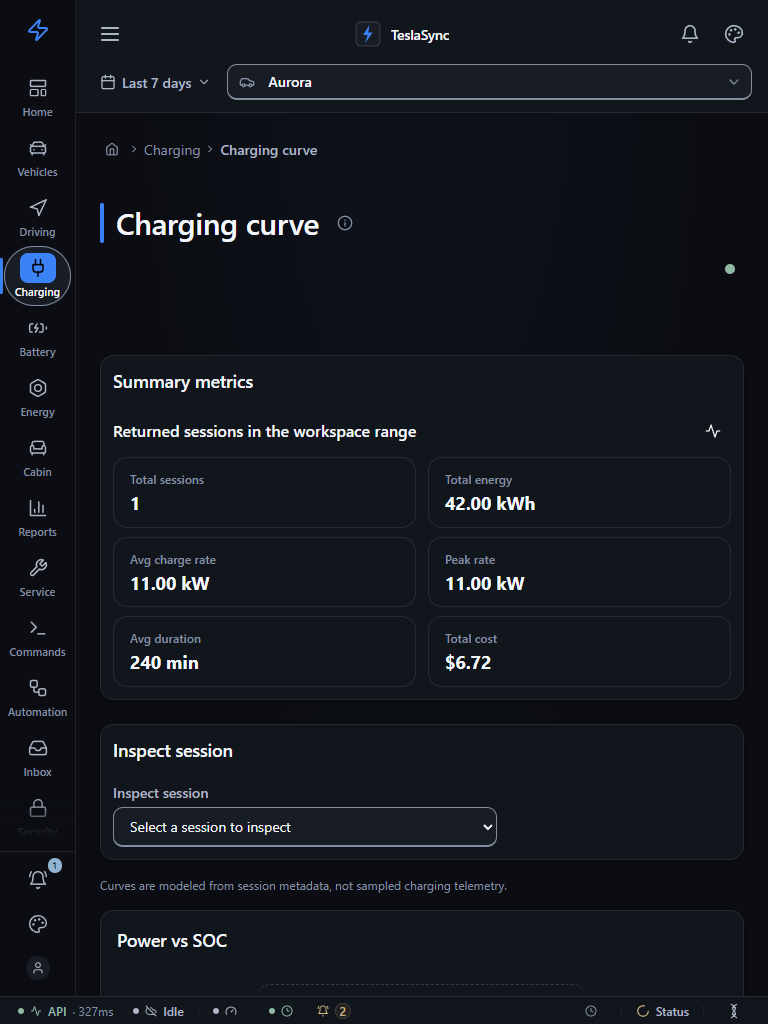 TeslaSync
Last 7 days
Aurora
Home
Vehicles
Driving
Charging
Battery
Energy
Cabin
Reports
Service
Commands
Automation
Inbox
Security
1
Charging
Charging curve
Charging curve
Summary metrics
Returned sessions in the workspace range
Total sessions
1
Total energy
42.00 kWh
Avg charge rate
11.00 kW
Peak rate
11.00 kW
Avg duration
240 min
Total cost
$6.72
Inspect session
Inspect session
Select a session to inspect
Curves are modeled from session metadata, not sampled charging telemetry.
Power vs SOC
API · 327ms
Idle
2
Status